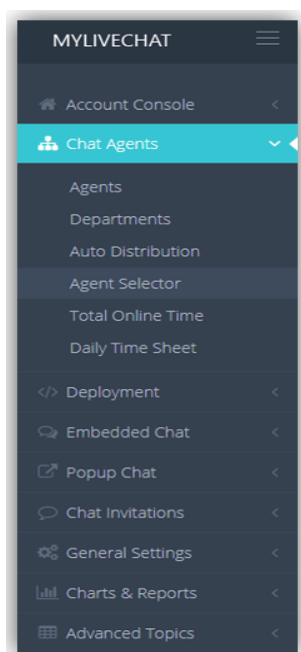 MYLIVECHAT
Account Console
Chat Agents
Agents
Departments
Auto Distribution
Agent Selector
Total Online Time
Daily Time Sheet
Deployment
Embedded Chat
Popup Chat
Chat Invitations
General Settings
Charts & Reports
Advanced Topics